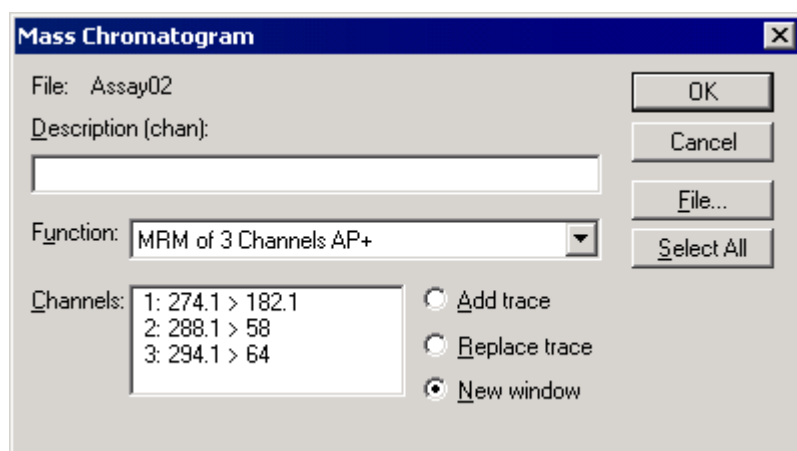 Mass Chromatogram
File: Assay02
OK
Description (chan):
Cancel
File...
Function: MRM of 3 Channels AP+
Select All
Channels:
1: 274.1 > 182.1
2: 288.1 > 58
3: 294.1 > 64
Add trace
Replace trace
New window